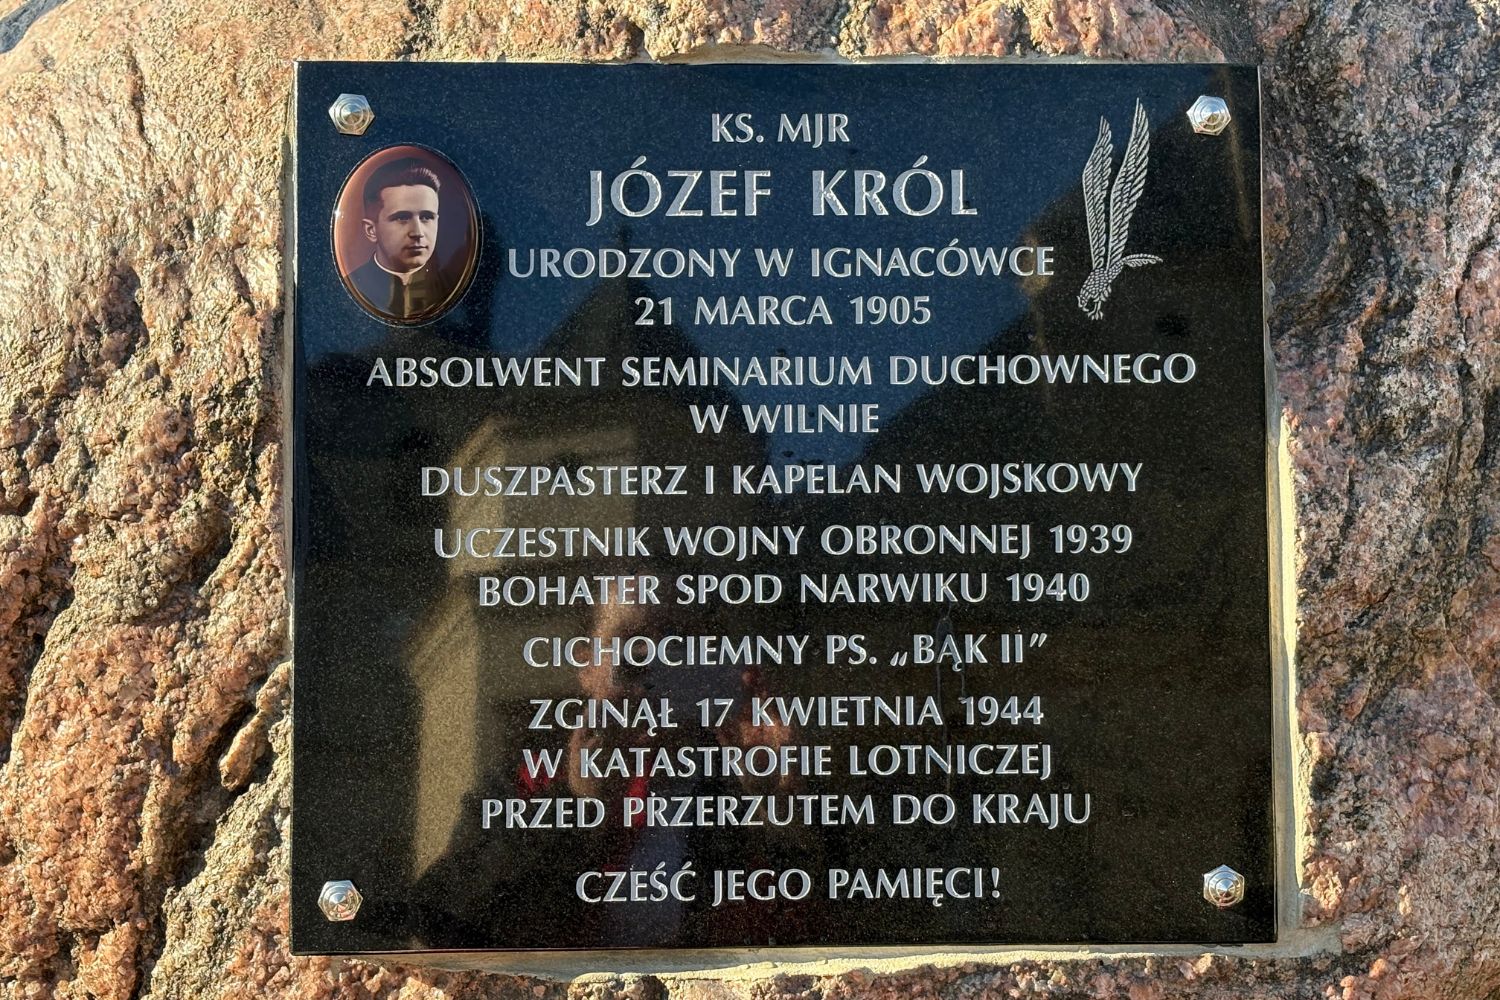 KS. MJR
JÓZEF KRÓL
URODZONY W IGNACÓWCE
21 MARCA 1905
ABSOLWENT SEMINARIUM DUCHOWNEGO
W WILNIE
DUSZPASTERZ I KAPELAN WOJSKOWY
UCZESTNIK WOJNY OBRONNEJ 1939
BOHATER SPOD NARWIKU 1940
CICHOCIEMNY PS. „BĄK II”
ZGINĄŁ 17 KWIETNIA 1944
W KATASTROFIE LOTNICZEJ
PRZED PRZERZUTEM DO KRAJU
CZEŚĆ JEGO PAMIĘCI!